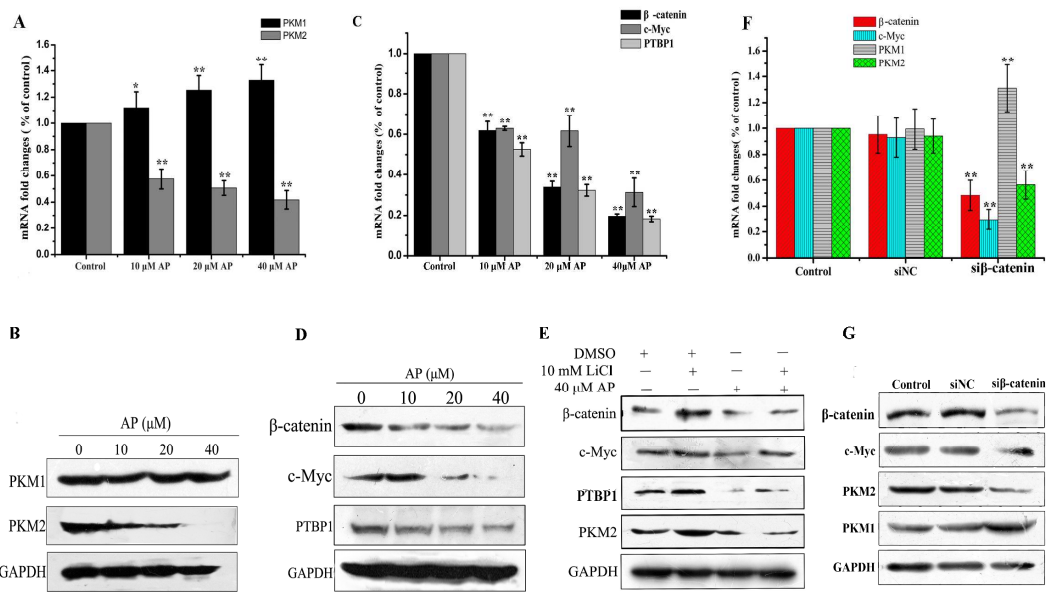 A
PKM1
PKM2
mRNA fold changes ( % of control )
1.6
1.4
1.2
1.0
0.8
0.6
0.4
0.2
0.0
*
**
**
**
**
**
Control
10 μM AP
20 μM AP
40 μM AP
C
β -catenin
c-Myc
PTBP1
mRNA fold changes (% of control)
1.0
0.8
0.6
0.4
0.2
0.0
** ** **
** ** **
** ** **
Control
10 μM AP
20 μM AP
40μM AP
F
β-catenin
c-Myc
PKM1
PKM2
mRNA fold changes( % of control )
1.6
1.4
1.2
1.0
0.8
0.6
0.4
0.2
0.0
** ** ** **
Control
siNC
siβ-catenin
B
AP (μM)
0 10 20 40
PKM1
PKM2
GAPDH
D
AP (μM)
0 10 20 40
β-catenin
c-Myc
PTBP1
GAPDH
E
DMSO + + — —
10 mM LiCl — + — +
40 μM AP — — + +
β-catenin
c-Myc
PTBP1
PKM2
GAPDH
G
Control siNC siβ-catenin
β-catenin
c-Myc
PKM2
PKM1
GAPDH